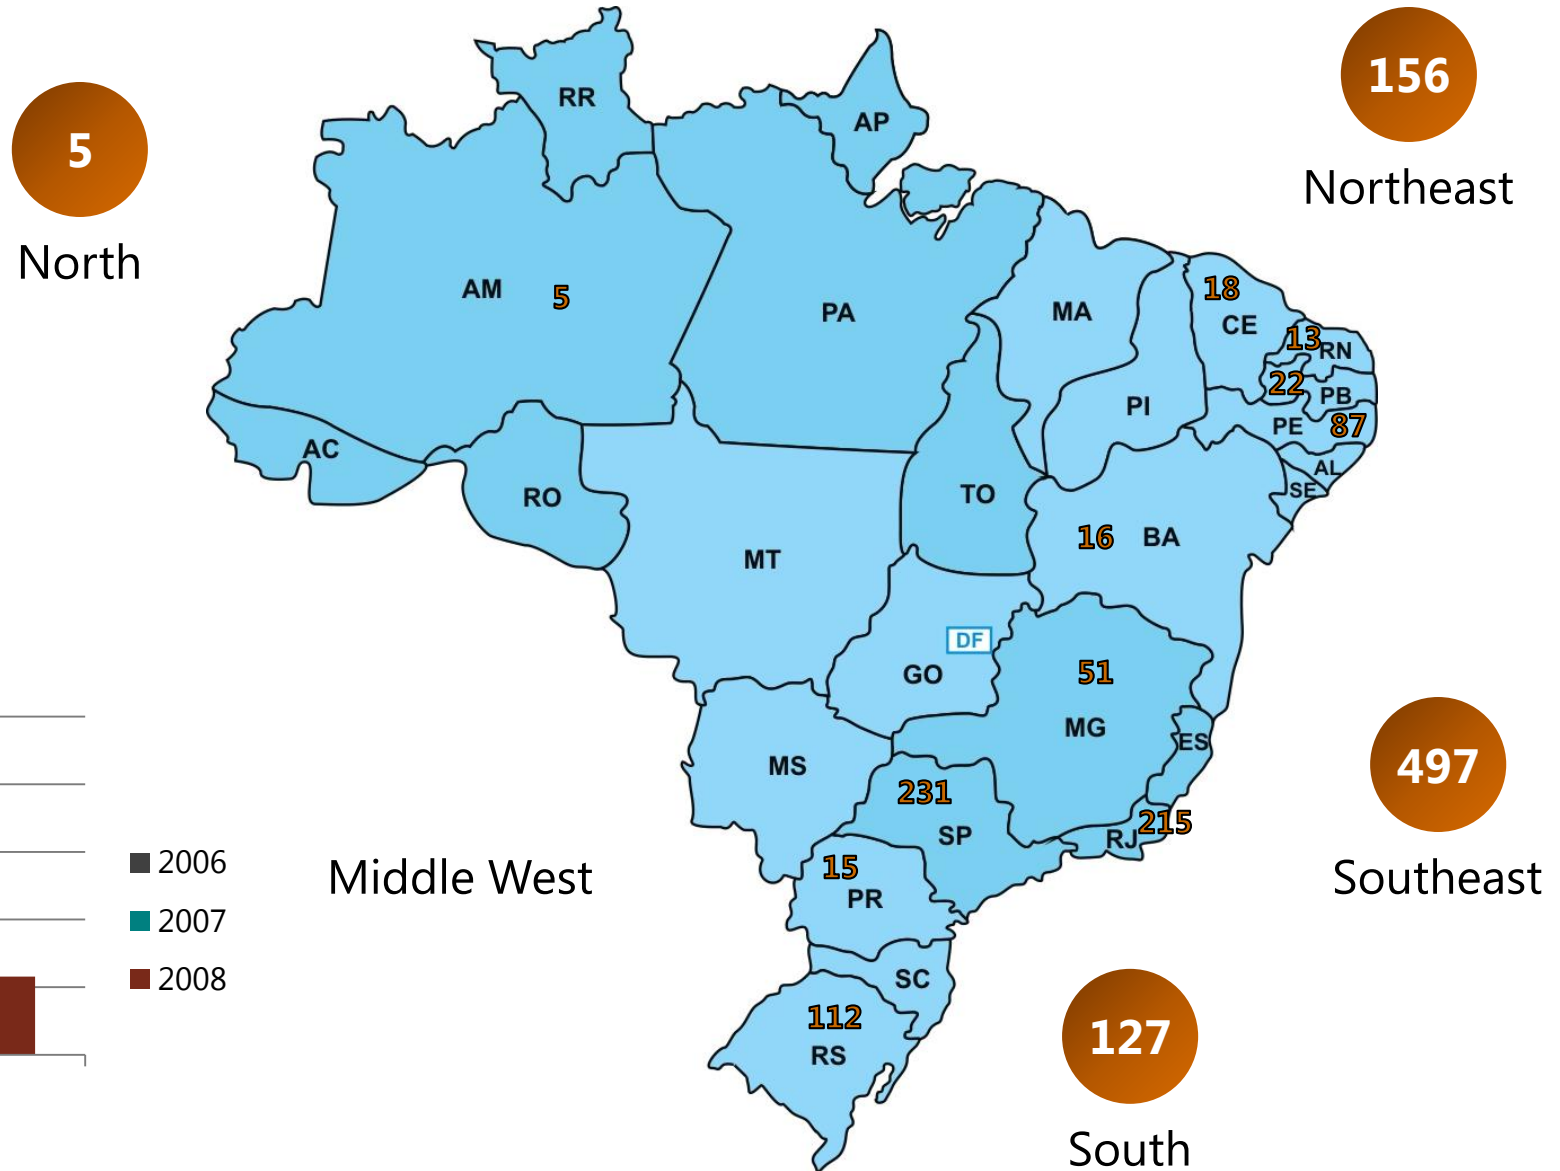 RR
156
AP
5
Northeast
North
18
AM 5
PA
MA
CE
13
RN
22
PB
PI
PE
87
AC
AL
SE
RO
TO
16 BA
MT
DF
GO
51
MG
ES
MS
497
231
215
SP
RJ
2006
15
Middle West
Southeast
PR
2007
2008
SC
112
127
RS
South